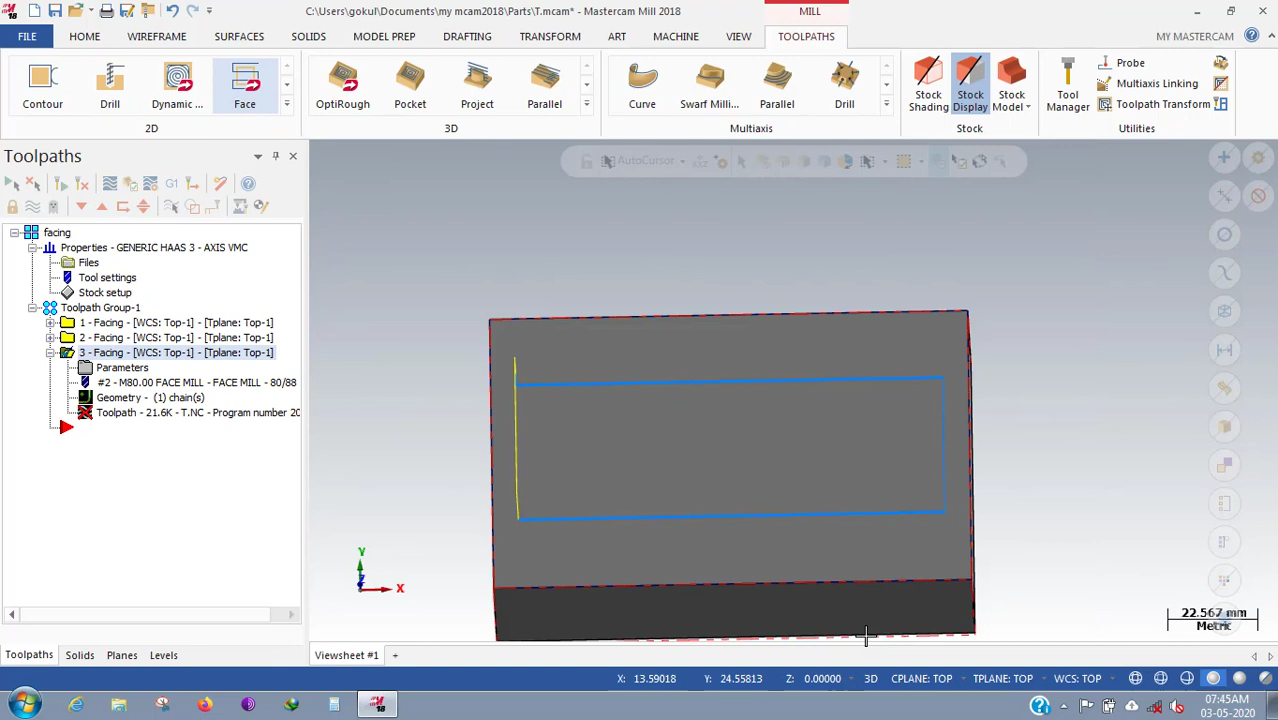 C:\Users\gokul\Documents\my mcam2018\Parts\T.mcam* - Mastercam Mill 2018
MILL
FILE HOME WIREFRAME SURFACES SOLIDS MODEL PREP DRAFTING TRANSFORM ART MACHINE VIEW TOOLPATHS MY MASTERCAM
Contour Drill Dynamic ... Face OptiRough Pocket Project Parallel Curve Swarf Milli... Parallel Drill Stock Shading Stock Display Stock Model Tool Manager Probe
Multiaxis Linking
Toolpath Transform
2D 3D Multiaxis Stock Utilities
Toolpaths
AutoCursor
G1
facing
Properties - GENERIC HAAS 3 - AXIS VMC
Files
Tool settings
Stock setup
Toolpath Group-1
1 - Facing - [WCS: Top-1] - [Tplane: Top-1]
2 - Facing - [WCS: Top-1] - [Tplane: Top-1]
3 - Facing - [WCS: Top-1] - [Tplane: Top-1]
Parameters
#2 - M80.00 FACE MILL - FACE MILL - 80/88
Geometry - (1) chain(s)
Toolpath - 21.6K - T.NC - Program number 20
Y
Z
X
22.567 mm
Metric
Toolpaths Solids Planes Levels Viewsheet #1 +
X: 13.59018 Y: 24.55813 Z: 0.00000 3D CPLANE: TOP TPLANE: TOP WCS: TOP
07:45AM
03-05-2020